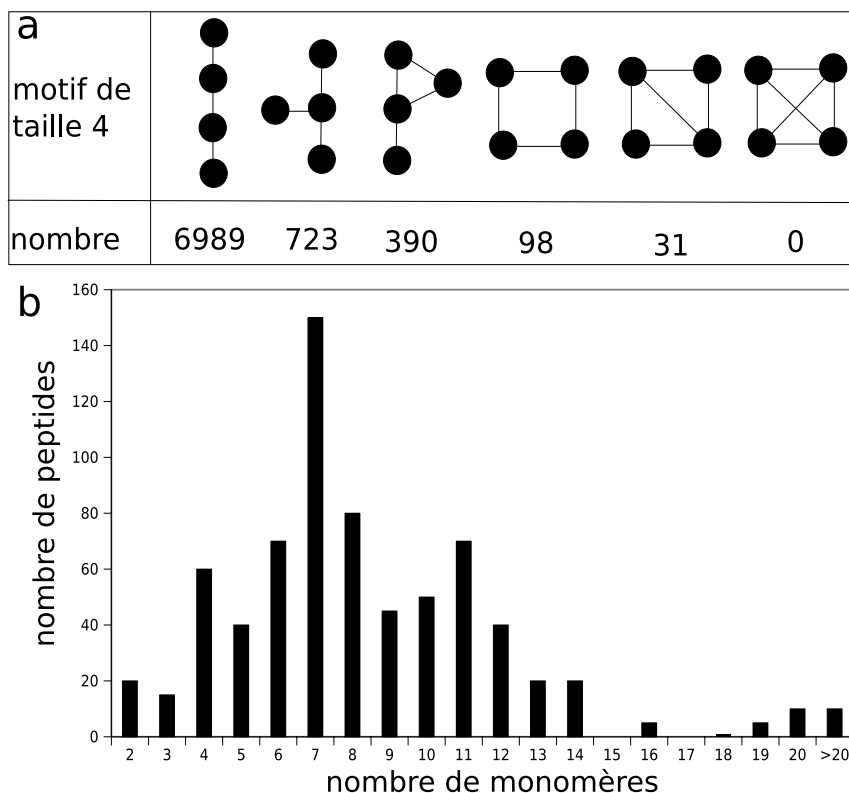 a
motif de
taille 4
nombre 6989 723 390 98 31 0
b
nombre de peptides
160
140
120
100
80
60
40
20
0
2 3 4 5 6 7 8 9 10 11 12 13 14 15 16 17 18 19 20 >20
nombre de monomères